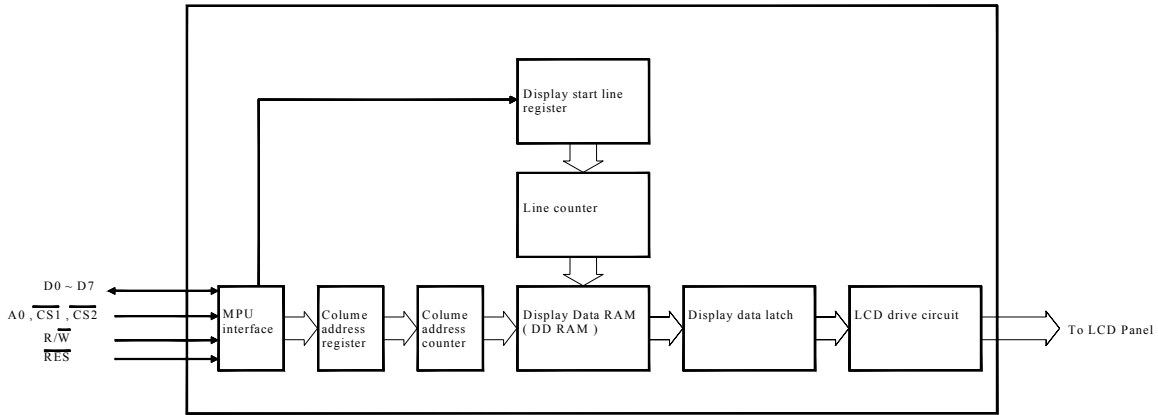 Display start line
register
Line counter
D0 ~ D7
A0 , CS1 , CS2
R/W
RES
MPU
interface
Colume
address
register
Colume
address
counter
Display Data RAM
( DD RAM )
Display data latch
LCD drive circuit
To LCD Panel